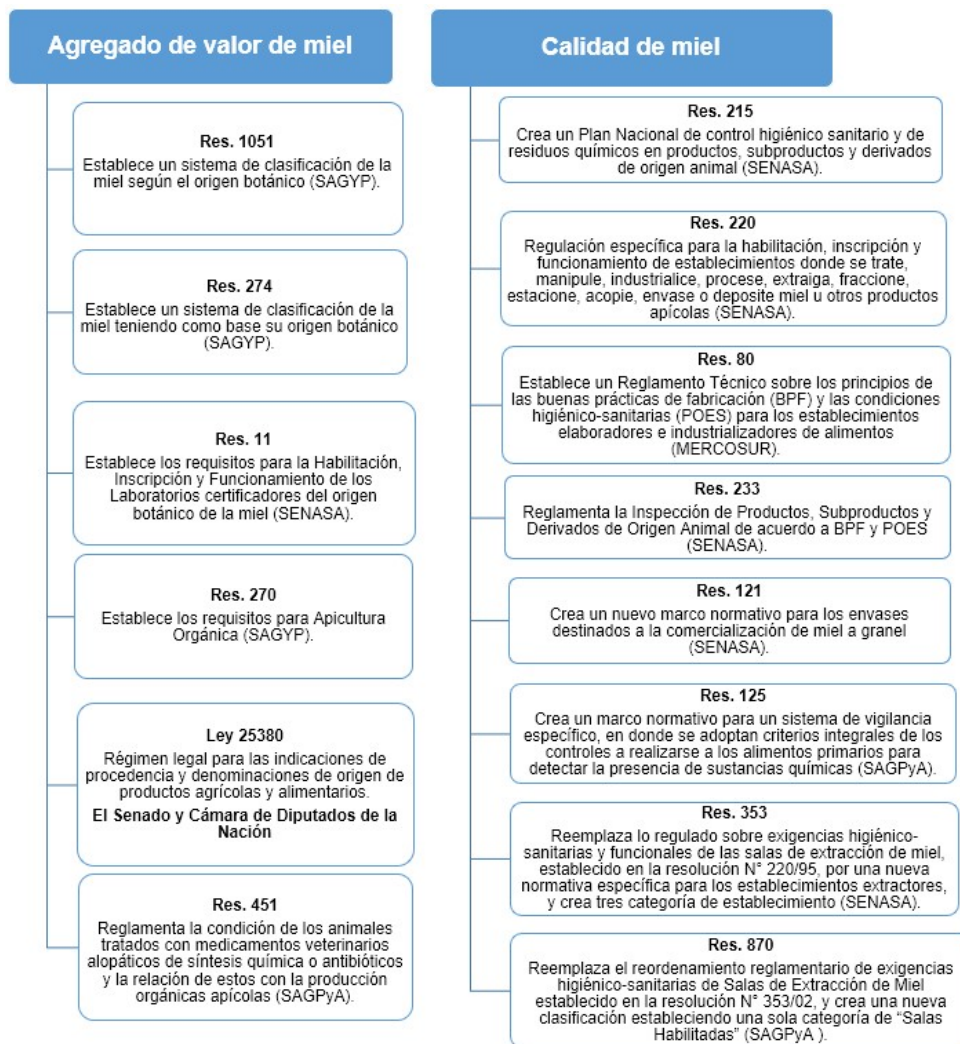 Agregado de valor de miel
Res. 1051
Establece un sistema de clasificación de la
miel según el origen botánico (SAGYP).
Res. 274
Establece un sistema de clasificación de la
miel teniendo como base su origen botánico
(SAGYP).
Res. 11
Establece los requisitos para la Habilitación,
Inscripción y Funcionamiento de los
Laboratorios certificadores del origen
botánico de la miel (SENASA).
Res. 270
Establece los requisitos para Apicultura
Orgánica (SAGYP).
Ley 25380
Régimen legal para las indicaciones de
procedencia y denominaciones de origen de
productos agrícolas y alimentarios.
El Senado y Cámara de Diputados de la
Nación
Res. 451
Reglamenta la condición de los animales
tratados con medicamentos veterinarios
alopáticos de síntesis química o antibióticos
y la relación de estos con la producción
orgánicas apícolas (SAGPyA).
Calidad de miel
Res. 215
Crea un Plan Nacional de control higiénico sanitario y de
residuos químicos en productos, subproductos y derivados
de origen animal (SENASA).
Res. 220
Regulación específica para la habilitación, inscripción y
funcionamiento de establecimientos donde se trate,
manipule, industrialice, procese, extraiga, fraccione,
estacione, acopie, envase o deposite miel u otros productos
apícolas (SENASA).
Res. 80
Establece un Reglamento Técnico sobre los principios de
las buenas prácticas de fabricación (BPF) y las condiciones
higiénico-sanitarias (POES) para los establecimientos
elaboradores e industrializadores de alimentos
(MERCOSUR).
Res. 233
Reglamenta la Inspección de Productos, Subproductos y
Derivados de Origen Animal de acuerdo a BPF y POES
(SENASA).
Res. 121
Crea un nuevo marco normativo para los envases
destinados a la comercialización de miel a granel
(SENASA).
Res. 125
Crea un marco normativo para un sistema de vigilancia
específico, en donde se adoptan criterios integrales de los
controles a realizarse a los alimentos primarios para
detectar la presencia de sustancias químicas (SAGPyA).
Res. 353
Reemplaza lo regulado sobre exigencias higiénico-
sanitarias y funcionales de las salas de extracción de miel,
establecido en la resolución N° 220/95, por una nueva
normativa específica para los establecimientos extractores,
y crea tres categoría de establecimiento (SENASA).
Res. 870
Reemplaza el reordenamiento reglamentario de exigencias
higiénico-sanitarias de Salas de Extracción de Miel
establecido en la resolución N° 353/02, y crea una nueva
clasificación estableciendo una sola categoría de “Salas
Habilitadas” (SAGPyA ).